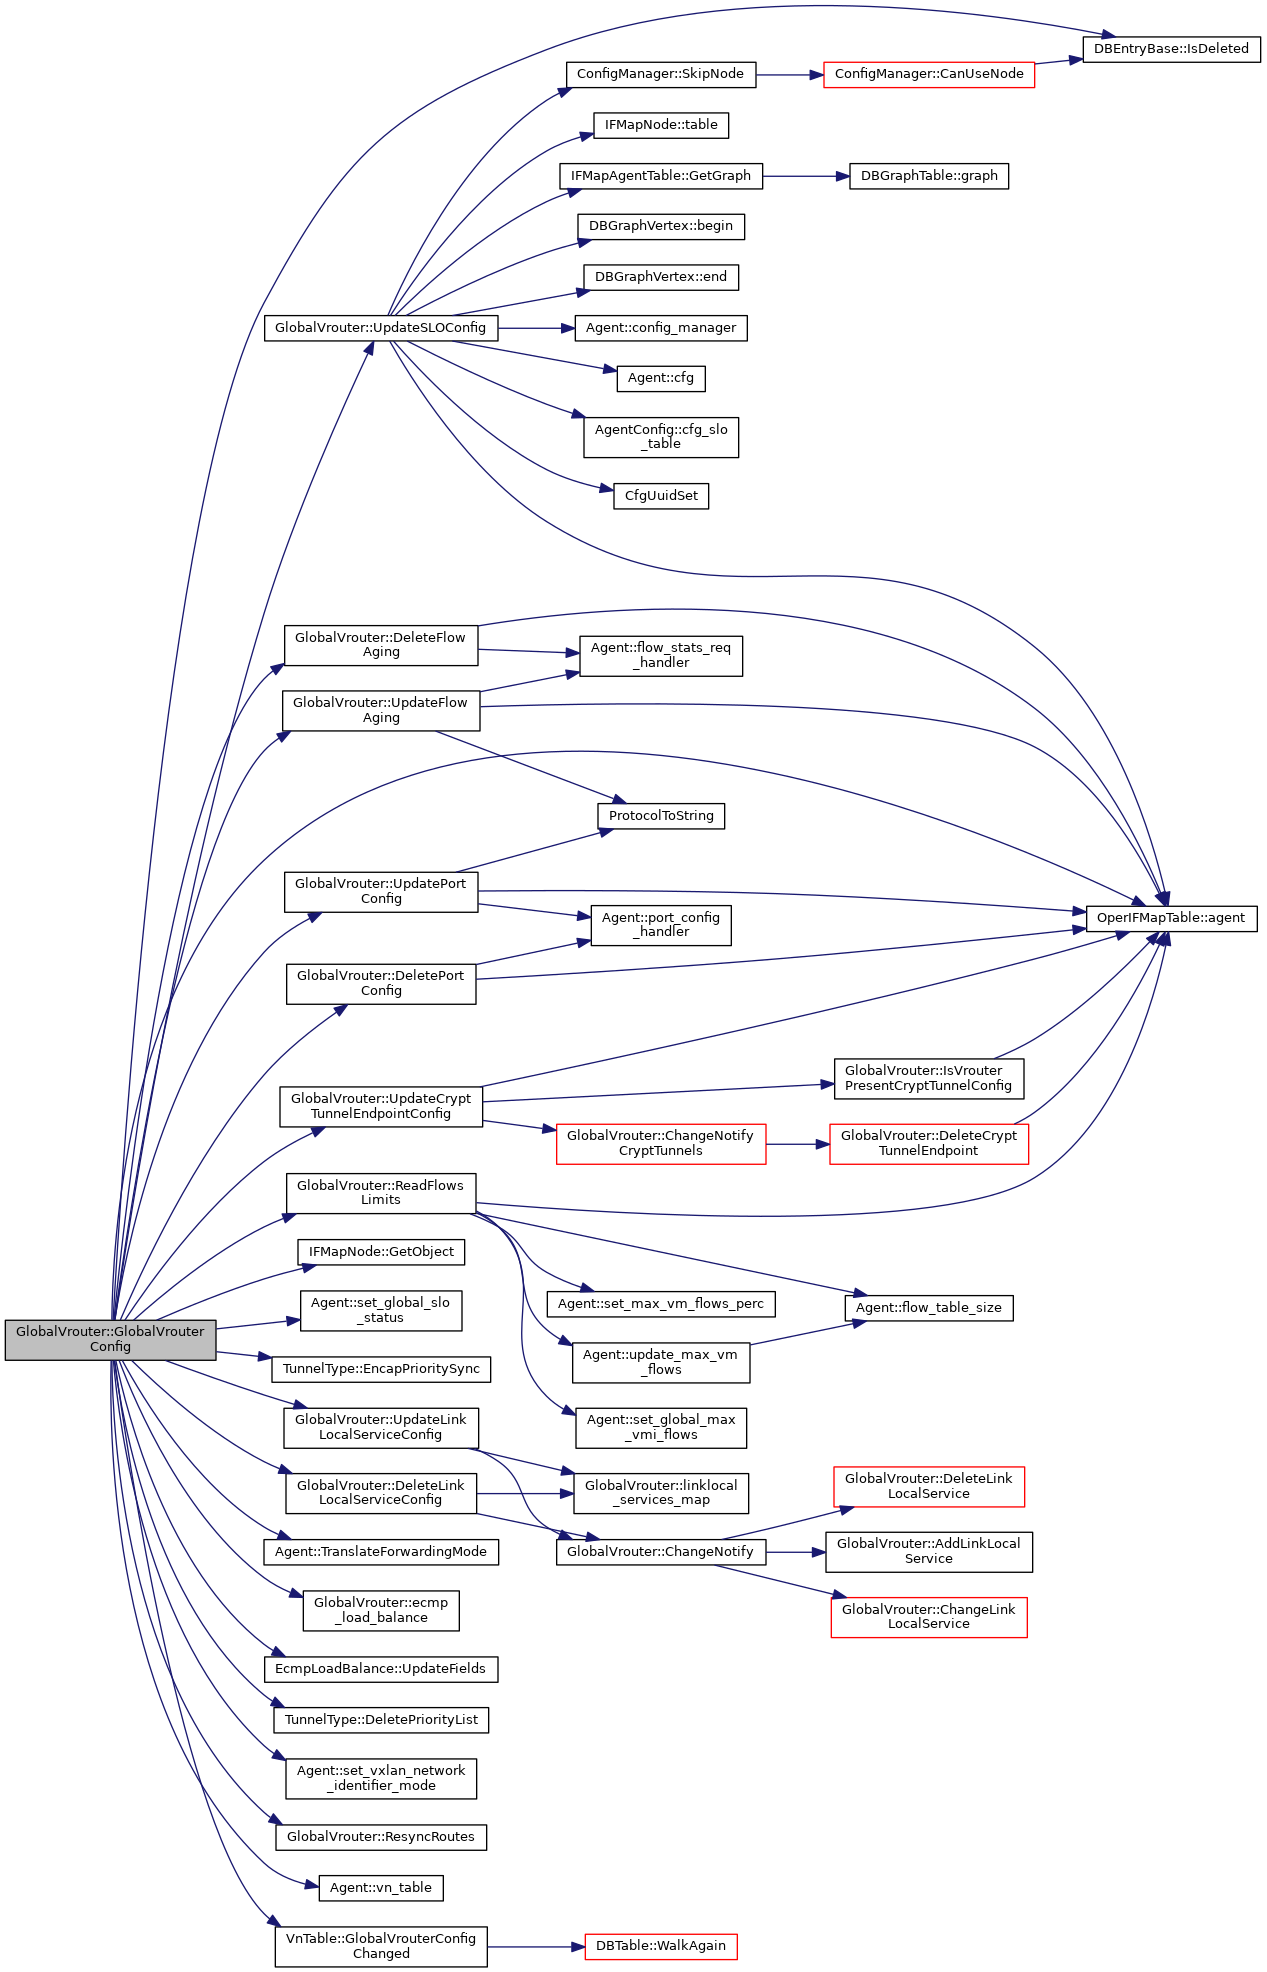 DBEntryBase::IsDeleted
ConfigManager::SkipNode
ConfigManager::CanUseNode
IFMapNode::table
IFMapAgentTable::GetGraph
DBGraphTable::graph
DBGraphVertex::begin
DBGraphVertex::end
GlobalVrouter::UpdateSLOConfig
Agent::config_manager
Agent::cfg
AgentConfig::cfg_slo
_table
CfgUuidSet
GlobalVrouter::DeleteFlow
Aging
Agent::flow_stats_req
_handler
GlobalVrouter::UpdateFlow
Aging
ProtocolToString
GlobalVrouter::UpdatePort
Config
Agent::port_config
_handler
OperIFMapTable::agent
GlobalVrouter::DeletePort
Config
GlobalVrouter::IsVrouter
PresentCryptTunnelConfig
GlobalVrouter::UpdateCrypt
TunnelEndpointConfig
GlobalVrouter::ChangeNotify
CryptTunnels
GlobalVrouter::DeleteCrypt
TunnelEndpoint
GlobalVrouter::ReadFlows
Limits
IFMapNode::GetObject
Agent::set_global_slo
_status
Agent::set_max_vm_flows_perc
Agent::flow_table_size
GlobalVrouter::GlobalVrouter
Config
Agent::update_max_vm
_flows
TunnelType::EncapPrioritySync
GlobalVrouter::UpdateLink
LocalServiceConfig
Agent::set_global_max
_vmi_flows
GlobalVrouter::DeleteLink
LocalServiceConfig
GlobalVrouter::linklocal
_services_map
GlobalVrouter::DeleteLink
LocalService
Agent::TranslateForwardingMode
GlobalVrouter::ChangeNotify
GlobalVrouter::AddLinkLocal
Service
GlobalVrouter::ecmp
_load_balance
GlobalVrouter::ChangeLink
LocalService
EcmpLoadBalance::UpdateFields
TunnelType::DeletePriorityList
Agent::set_vxlan_network
_identifier_mode
GlobalVrouter::ResyncRoutes
Agent::vn_table
VnTable::GlobalVrouterConfig
Changed
DBTable::WalkAgain